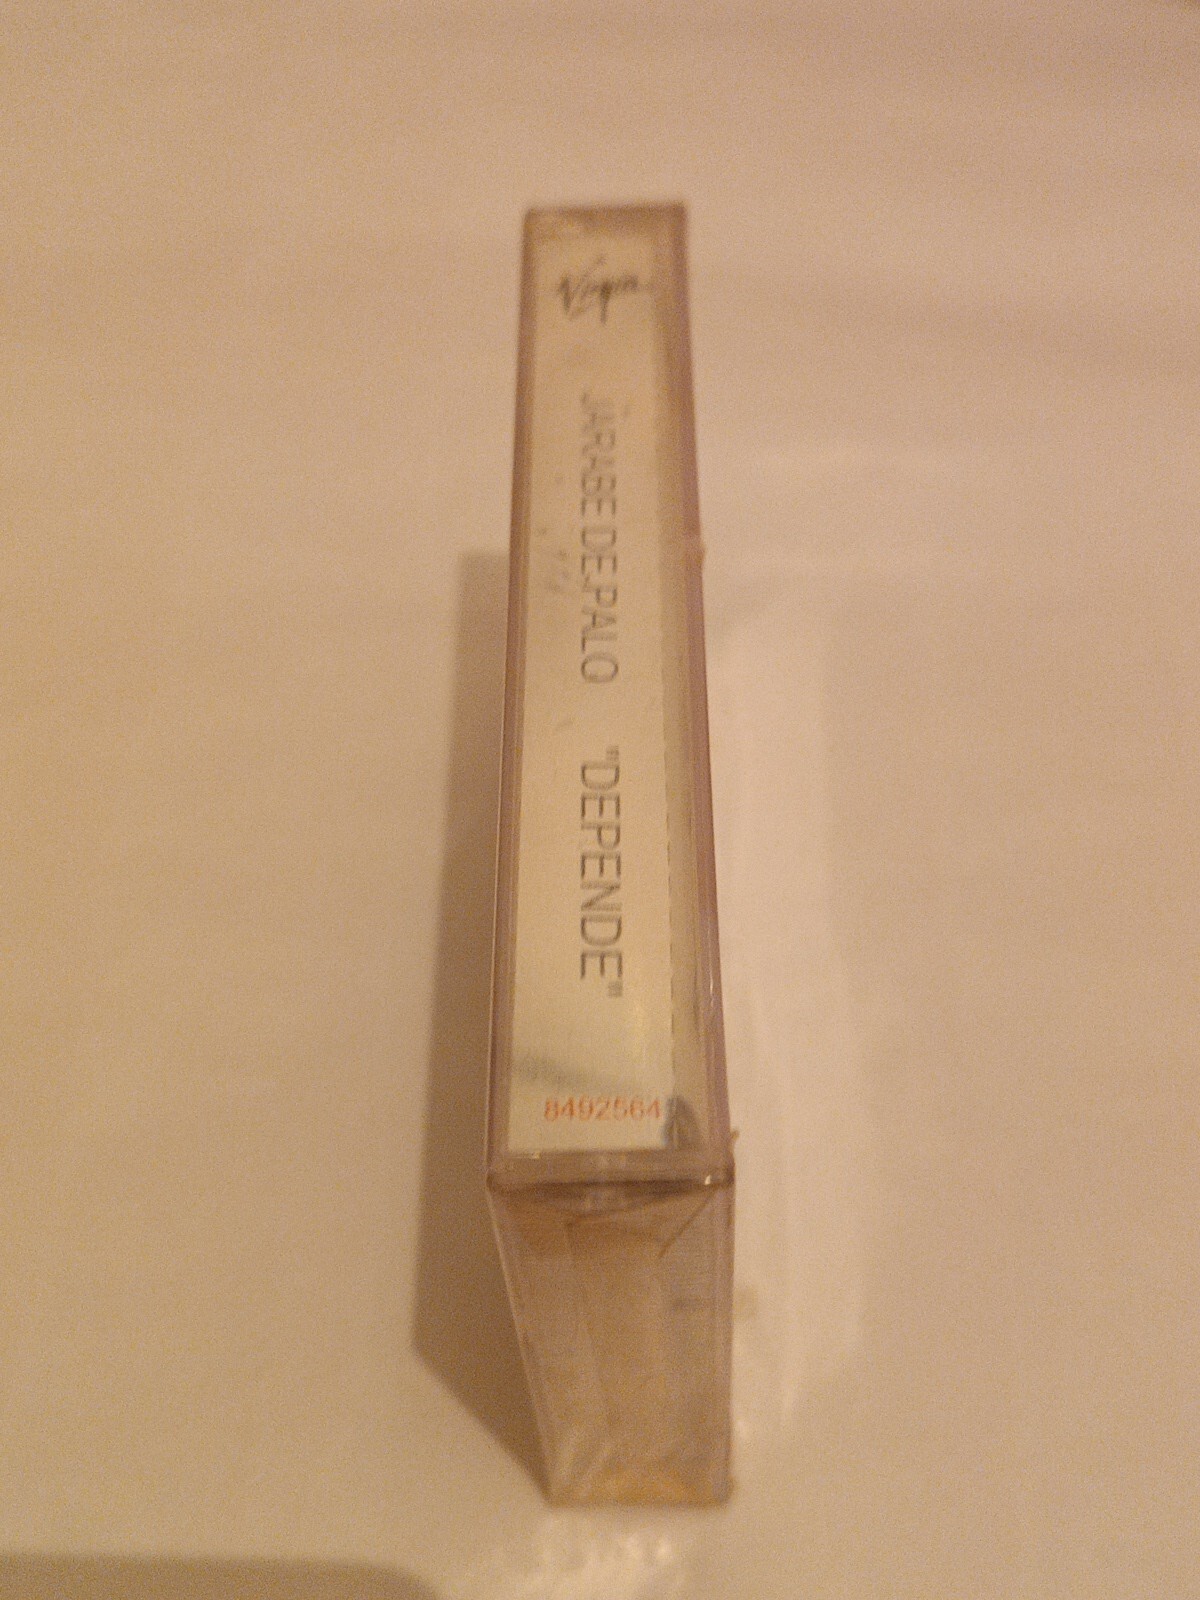 Virgin
JARABE DE PALO "DEPENDE"
8492564